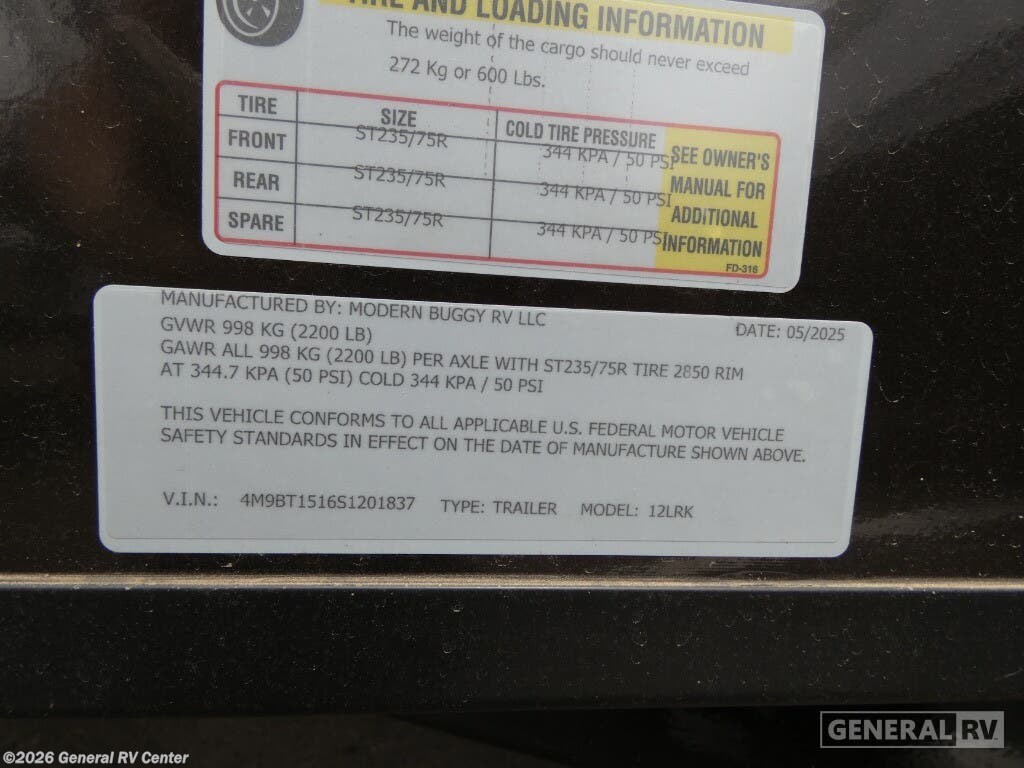 TIRE AND LOADING INFORMATION
The weight of the cargo should never exceed
272 Kg or 600 Lbs.
TIRE SIZE COLD TIRE PRESSURE SEE OWNER'S MANUAL FOR ADDITIONAL INFORMATION
FRONT ST235/75R 344 KPA / 50 PSI
REAR ST235/75R 344 KPA / 50 PSI
SPARE ST235/75R 344 KPA / 50 PSI
FD-316
MANUFACTURED BY: MODERN BUGGY RV LLC DATE: 05/2025
GVWR 998 KG (2200 LB)
GAWR ALL 998 KG (2200 LB) PER AXLE WITH ST235/75R TIRE 2850 RIM
AT 344.7 KPA (50 PSI) COLD 344 KPA / 50 PSI
THIS VEHICLE CONFORMS TO ALL APPLICABLE U.S. FEDERAL MOTOR VEHICLE
SAFETY STANDARDS IN EFFECT ON THE DATE OF MANUFACTURE SHOWN ABOVE.
V.I.N.: 4M9BT1516S1201837 TYPE: TRAILER MODEL: 12LRK
GENERAL RV
©2026 General RV Center